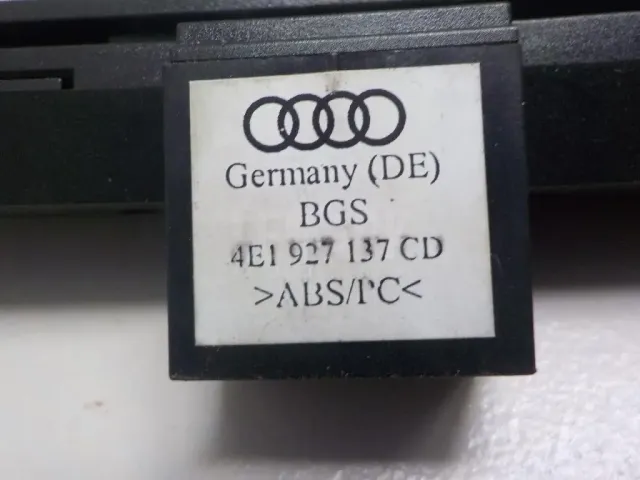 Germany (DE)
BGS
4E1 927 137 CD
>ABS/PC<